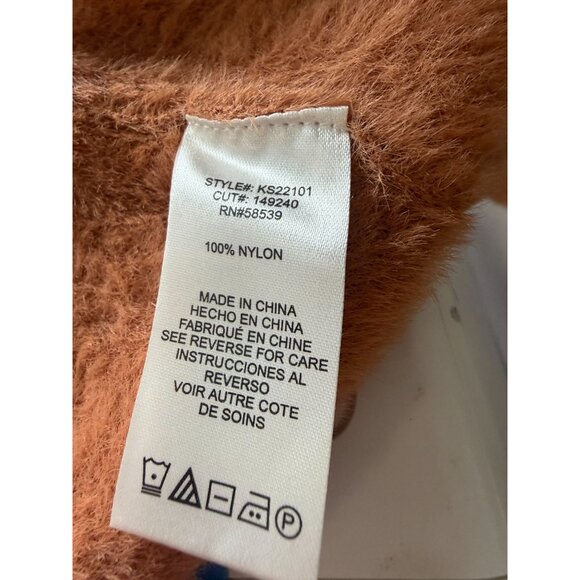 STYLE#: KS22101
CUT#: 149240
RN#58539
100% NYLON
MADE IN CHINA
HECHO EN CHINA
FABRIQUÉ EN CHINE
SEE REVERSE FOR CARE
INSTRUCCIONES AL
REVERSO
VOIR AUTRE COTE
DE SOINS
P